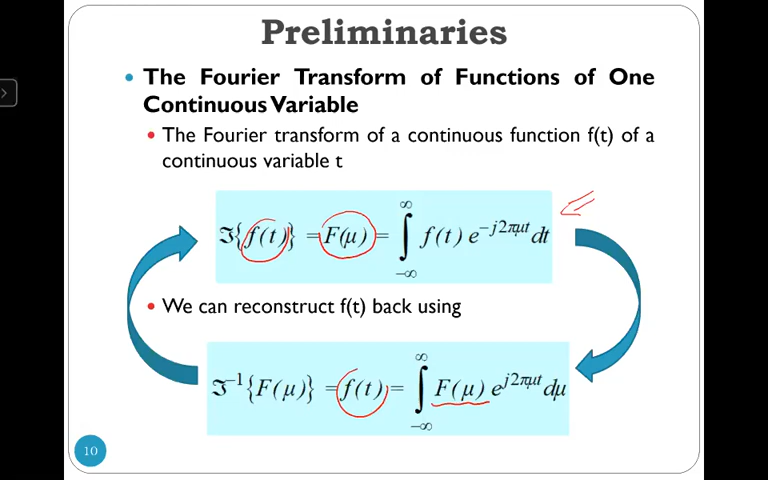 Preliminaries
• The Fourier Transform of Functions of One
Continuous Variable
• The Fourier transform of a continuous function f(t) of a
continuous variable t
ℑ{f(t)} = F(μ) = ∫_{−∞}^{∞} f(t) e^{−j2πμt} dt
• We can reconstruct f(t) back using
ℑ⁻¹{F(μ)} = f(t) = ∫_{−∞}^{∞} F(μ) e^{j2πμt} dμ
10